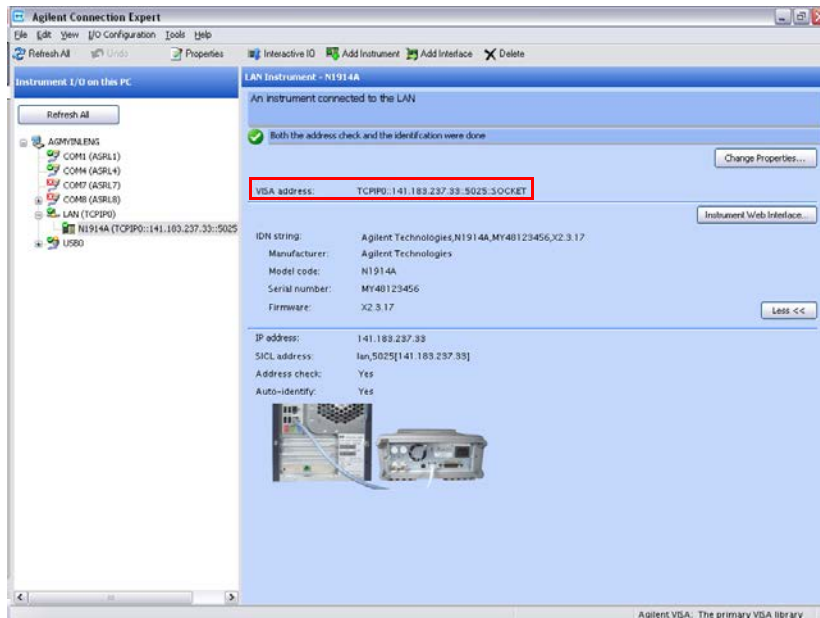 Agilent Connection Expert
File Edit View I/O Configuration Tools Help
Refresh All Undo Properties Interactive IO Add Instrument Add Interface Delete
Instrument I/O on this PC
Refresh All
AGMYINLENG
COM1 (ASRL1)
COM4 (ASRL4)
COM7 (ASRL7)
COM8 (ASRL8)
LAN (TCPIP0)
N1914A (TCPIP0::141.183.237.33::5025
USB0
LAN Instrument - N1914A
An instrument connected to the LAN
Both the address check and the identifcation were done
Change Properties...
VISA address: TCPIP0::141.183.237.33::5025::SOCKET
Instrument Web Interface...
IDN string: Agilent Technologies,N1914A,MY48123456,X2.3.17
Manufacturer: Agilent Technologies
Model code: N1914A
Serial number: MY48123456
Firmware: X2.3.17
Less <<
IP address: 141.183.237.33
SICL address: lan,5025[141.183.237.33]
Address check: Yes
Auto-identify: Yes
Agilent VISA: The primary VISA library